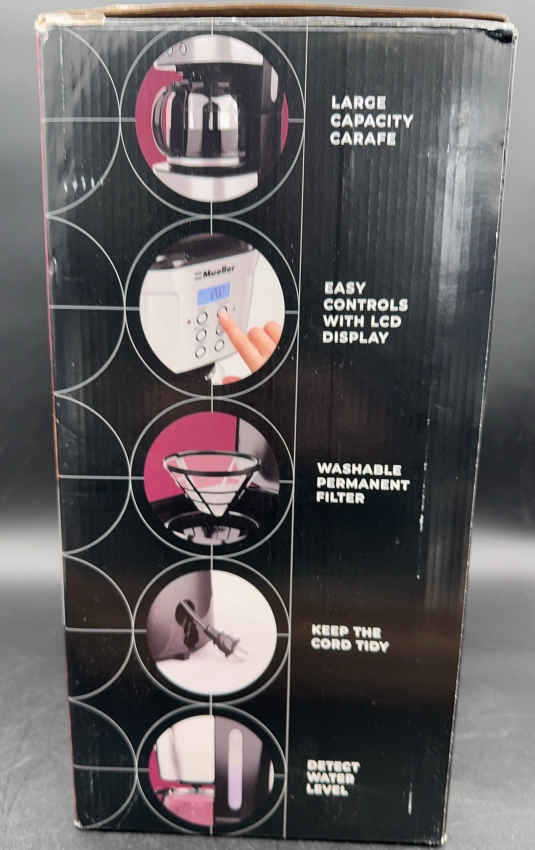 LARGE
CAPACITY
CARAFE
Mueller
EASY
CONTROLS
WITH LCD
DISPLAY
WASHABLE
PERMANENT
FILTER
KEEP THE
CORD TIDY
DETECT
WATER
LEVEL